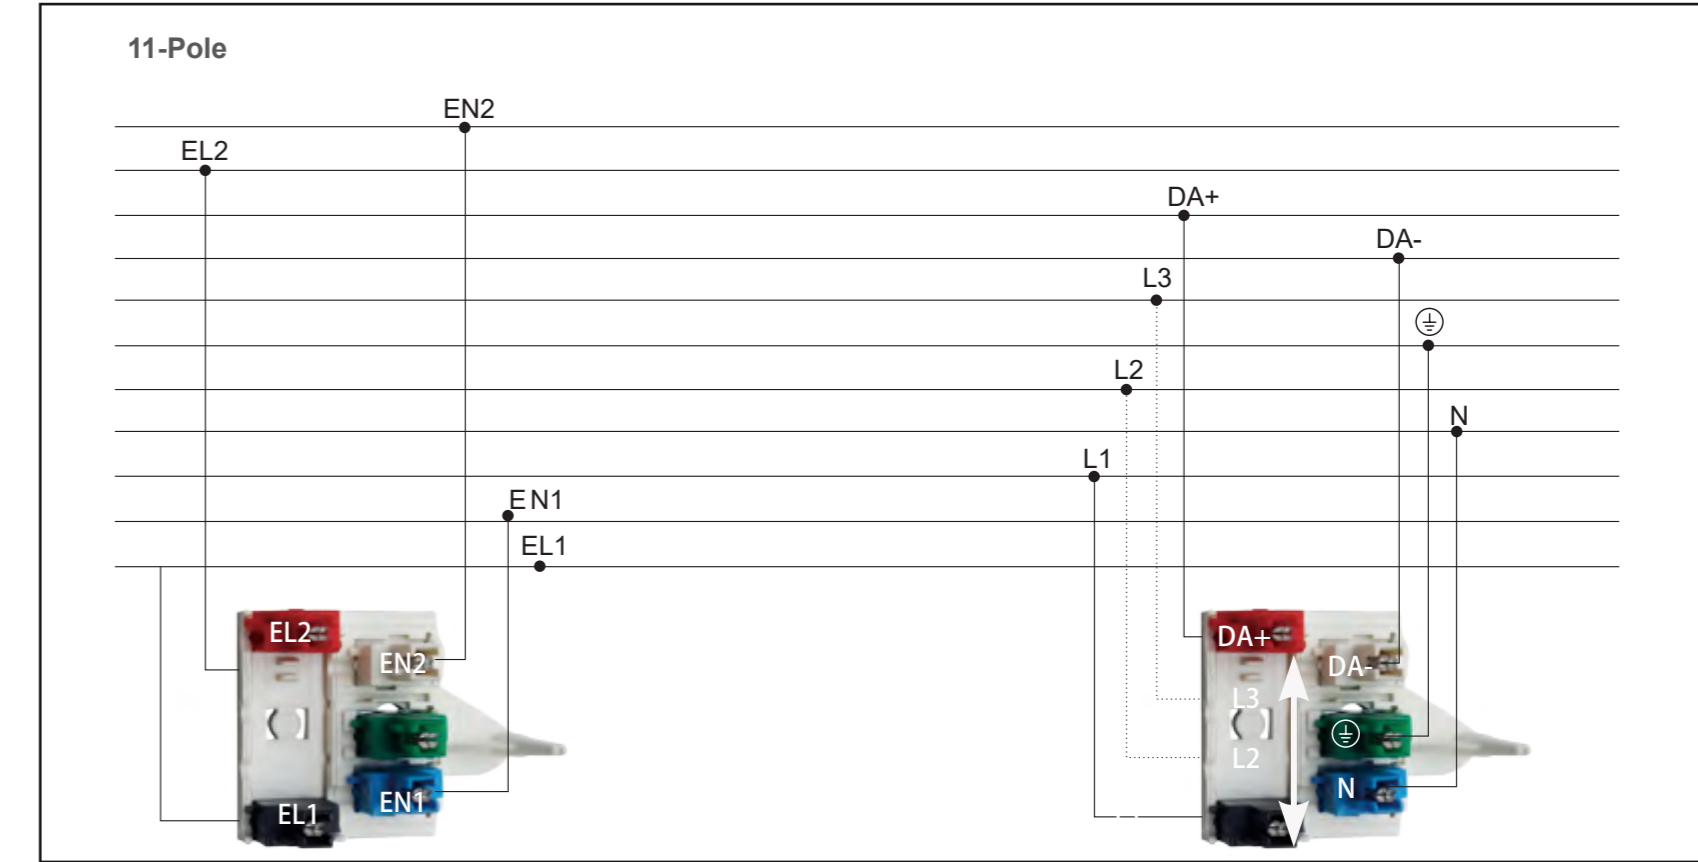 11-Pole
EN2
EL2
DA+
DA-
L3
L2
N
L1
EN1
EL1
EL2
EN2
EL1
EN1
DA+
DA-
L3
L2
N